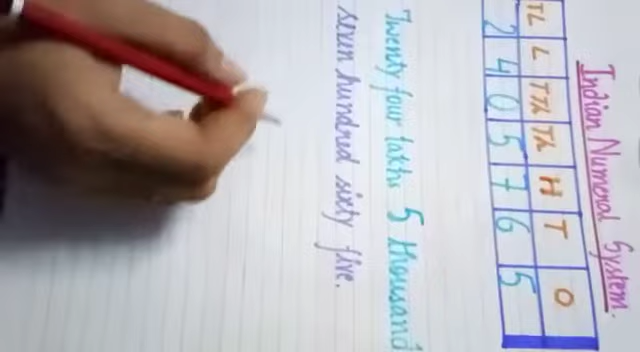 Indian Numeral System.
TL L TTh Th H T O
2 4 0 5 7 6 5
Twenty four lakhs 5 thousand
seven hundred sixty five.